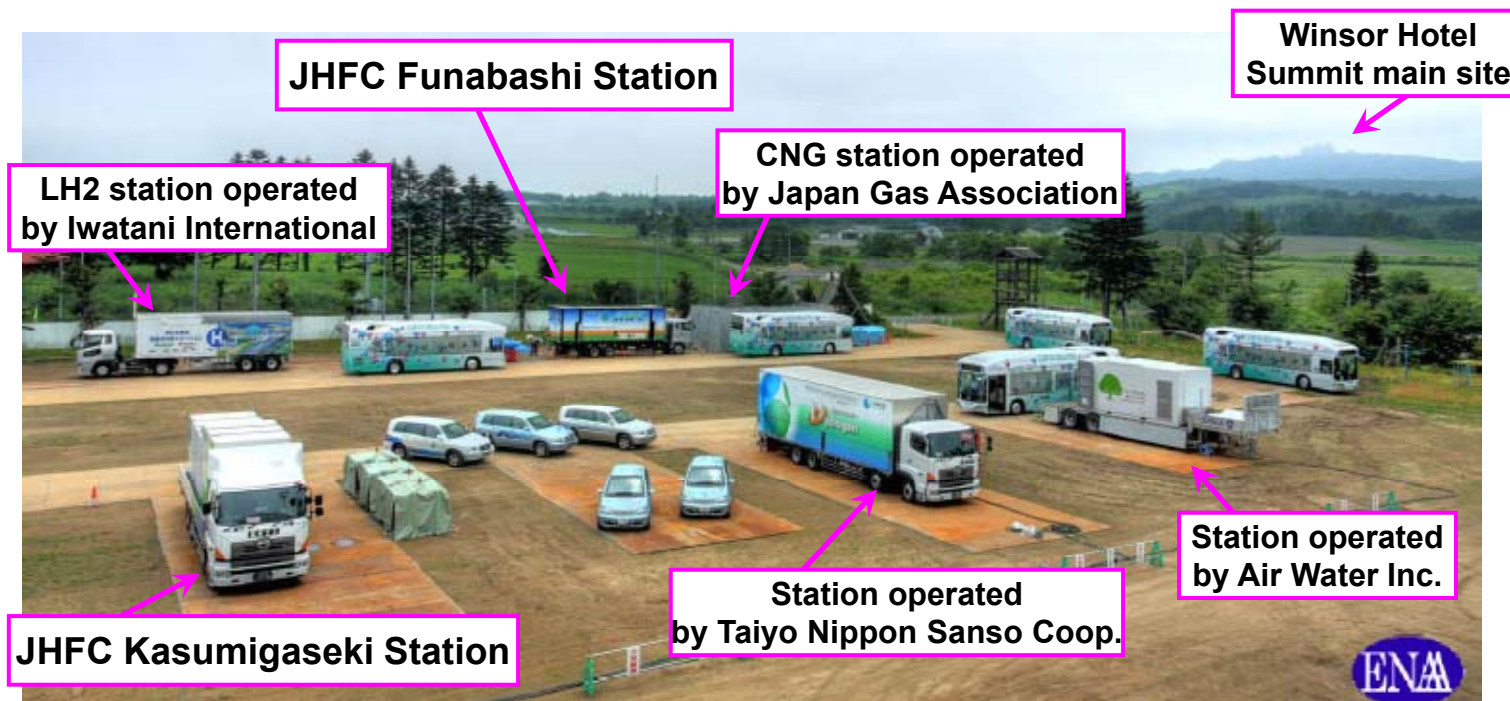 Winsor Hotel
Summit main site
JHFC Funabashi Station
CNG station operated
by Japan Gas Association
LH2 station operated
by Iwatani International
Station operated
by Air Water Inc.
Station operated
by Taiyo Nippon Sanso Coop.
JHFC Kasumigaseki Station
ENAA